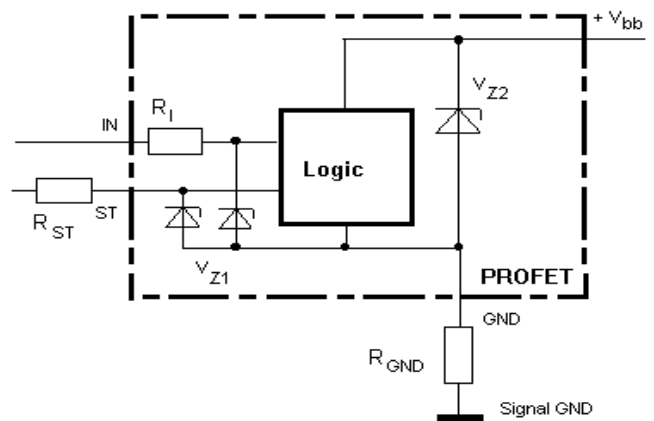 + Vbb
VZ2
IN
RI
Logic
RST
ST
VZ1
PROFET
GND
RGND
Signal GND